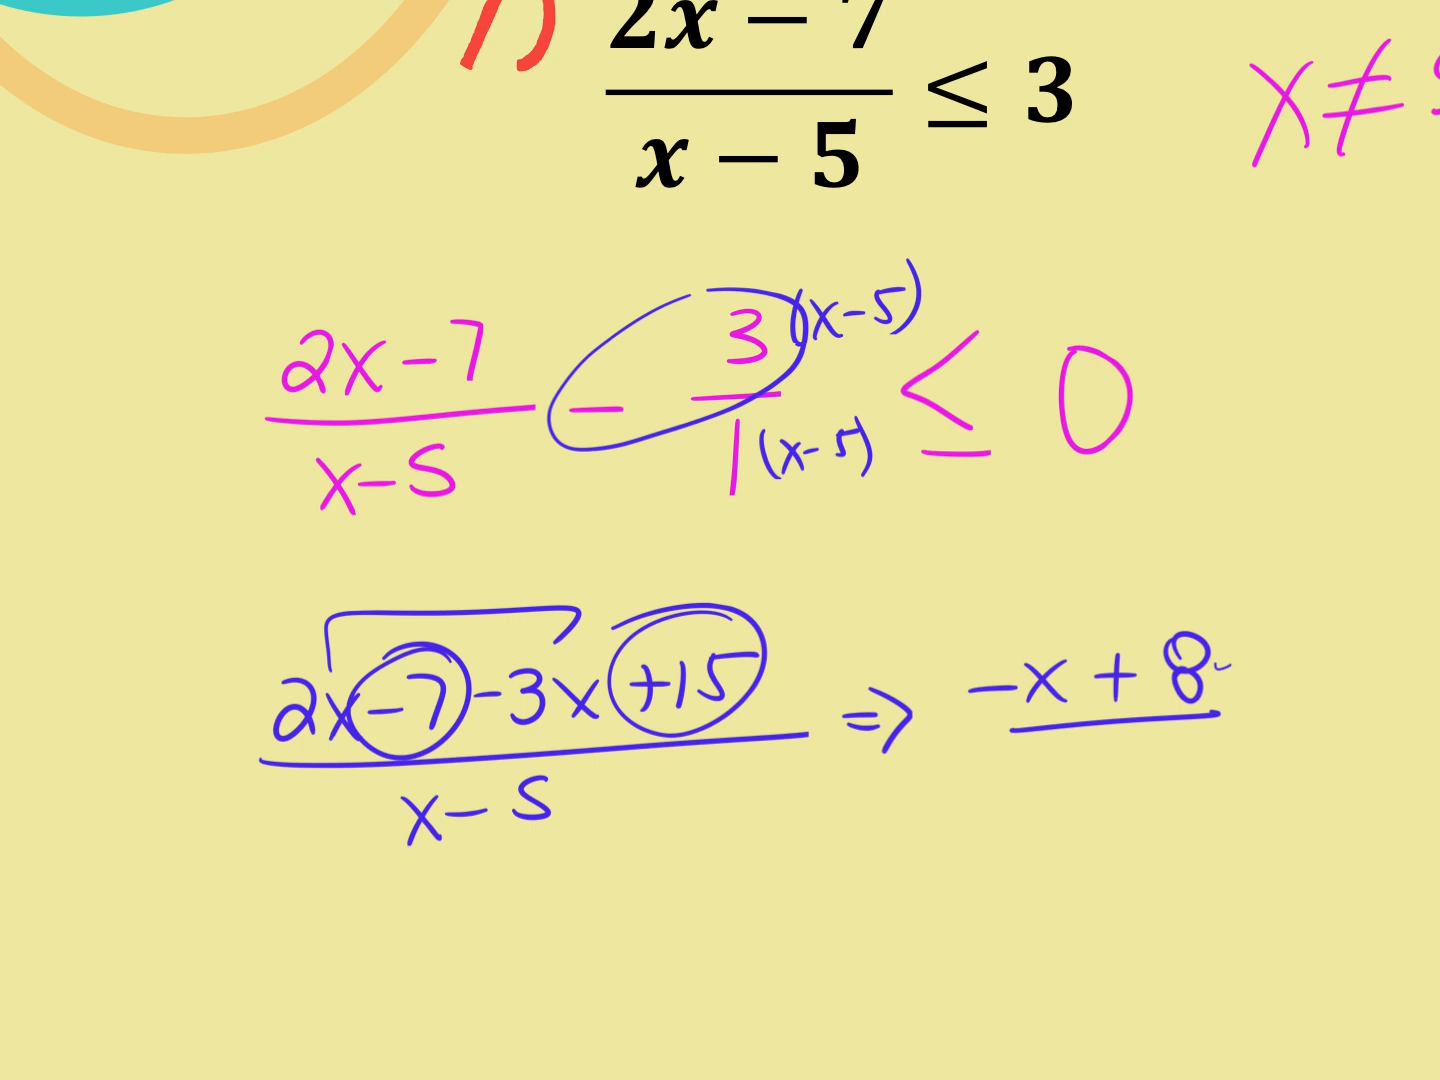 2x − 7 / x − 5 ≤ 3
x ≠
2x − 7 / x − 5 − 3(x − 5) / 1(x − 5) ≤ 0
2x − 7 − 3x + 15 / x − 5 ⇒ −x + 8